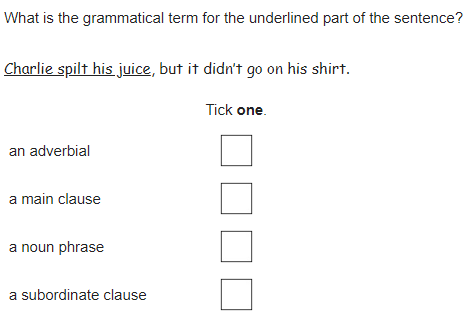 What is the grammatical term for the underlined part of the sentence?
Charlie spilt his juice, but it didn't go on his shirt.
Tick one.
an adverbial
a main clause
a noun phrase
a subordinate clause